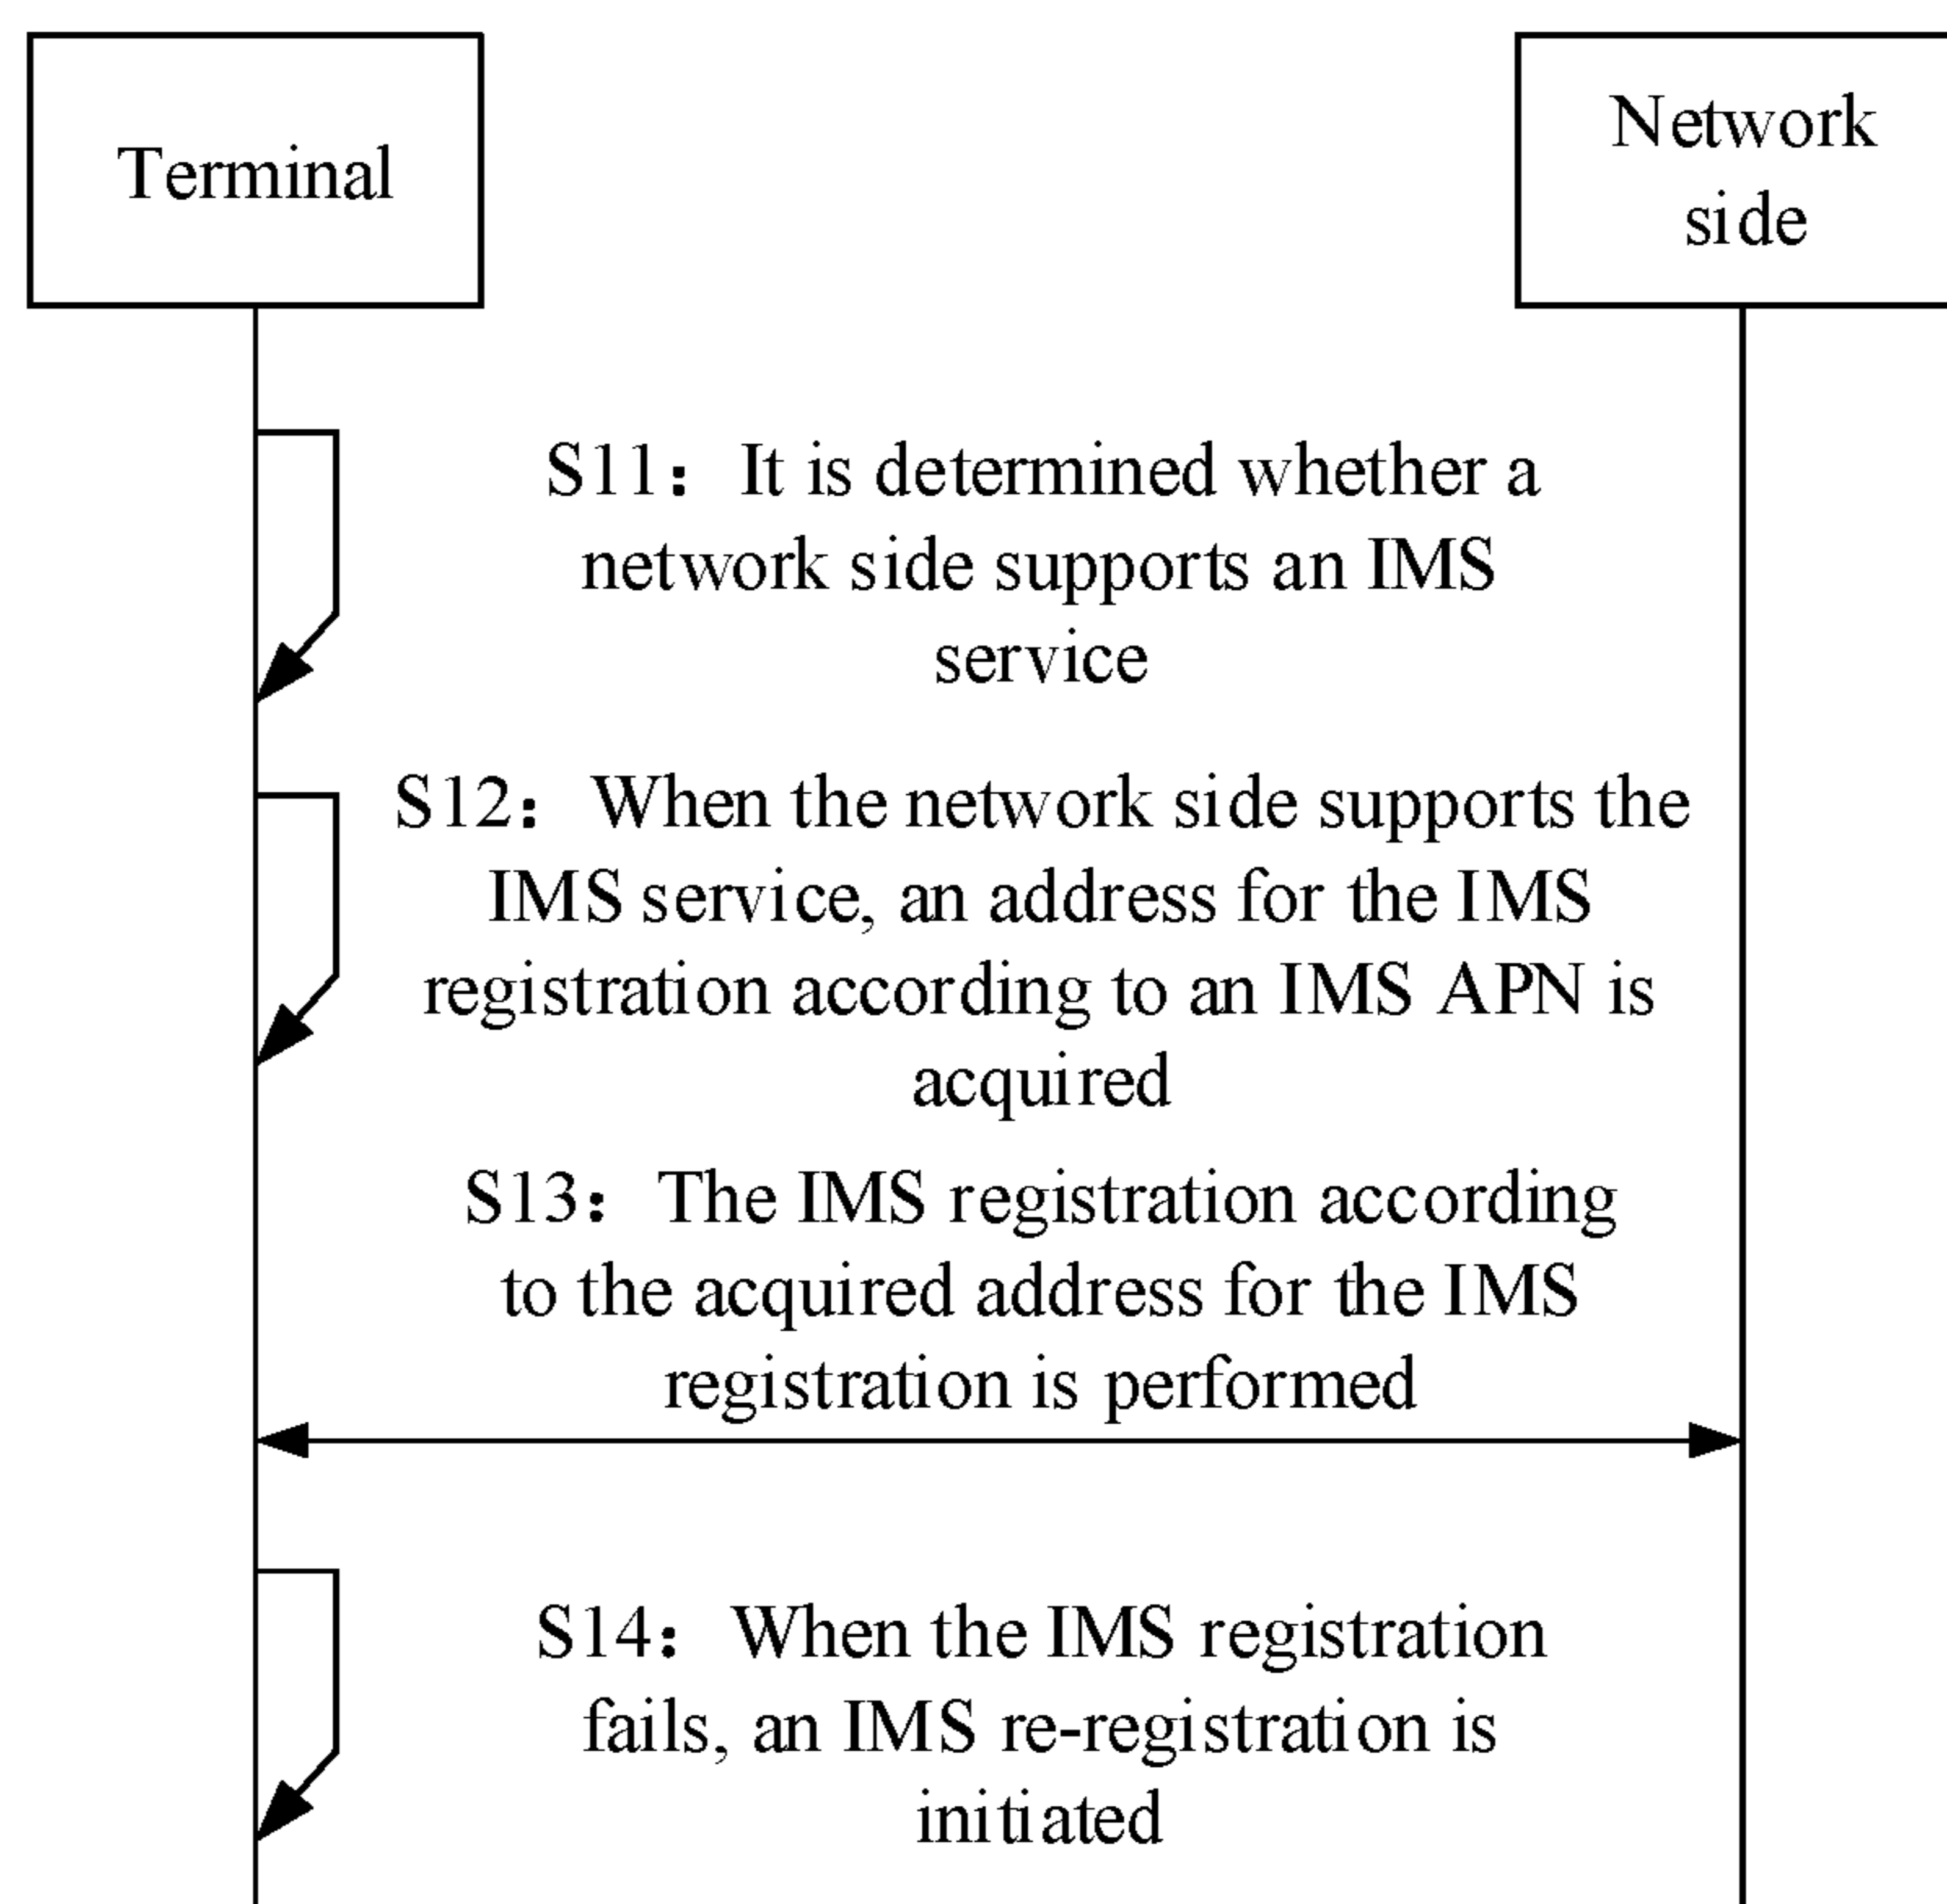 Terminal
Network
side
S11： It is determined whether a
network side supports an IMS
service
S12： When the network side supports the
IMS service, an address for the IMS
registration according to an IMS APN is
acquired
S13： The IMS registration according
to the acquired address for the IMS
registration is performed
S14： When the IMS registration
fails, an IMS re-registration is
initiated